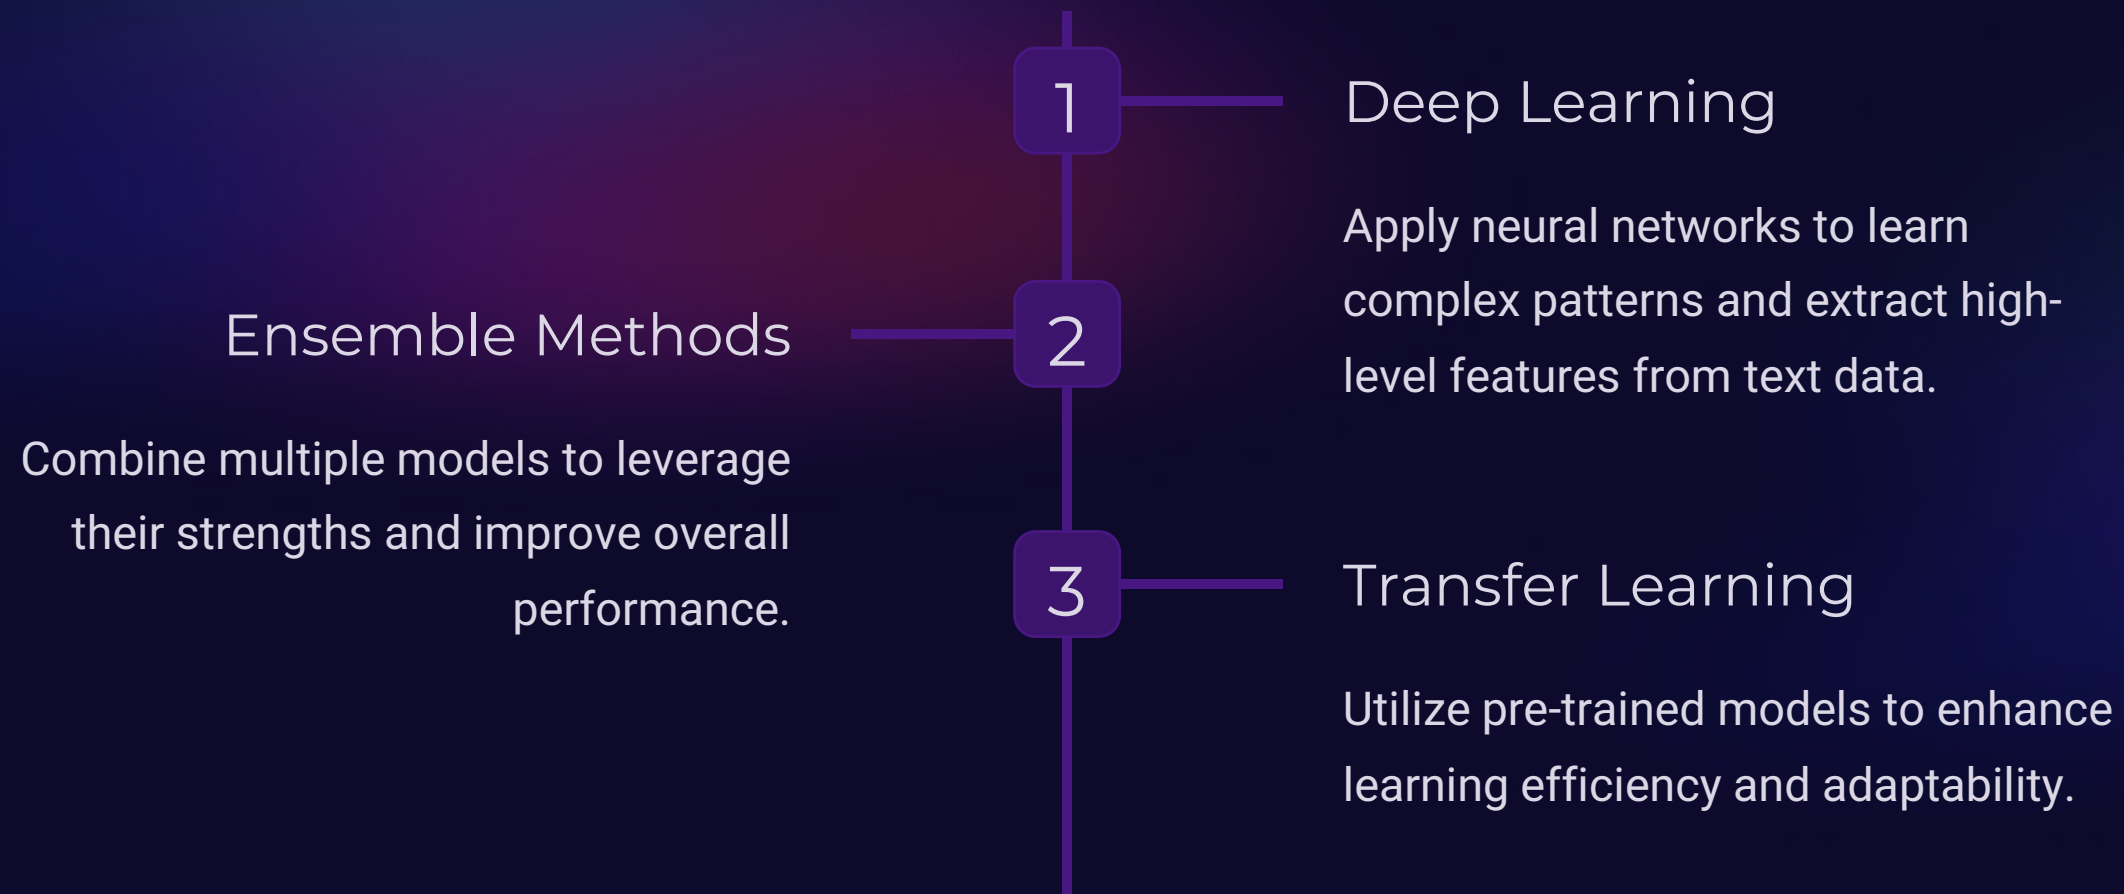 1
Deep Learning
Apply neural networks to learn
complex patterns and extract high-
level features from text data.
2
Ensemble Methods
Combine multiple models to leverage
their strengths and improve overall
performance.
3
Transfer Learning
Utilize pre-trained models to enhance
learning efficiency and adaptability.